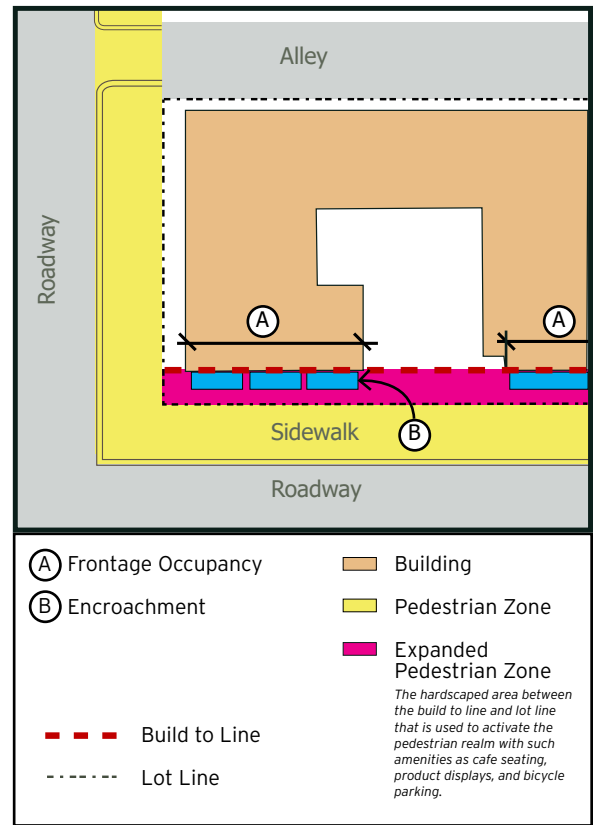 Alley
Roadway
A
A
B
Sidewalk
Roadway
A Frontage Occupancy
B Encroachment
Build to Line
Lot Line
Building
Pedestrian Zone
Expanded
Pedestrian Zone
The hardscaped area between
the build to line and lot line
that is used to activate the
pedestrian realm with such
amenities as cafe seating,
product displays, and bicycle
parking.